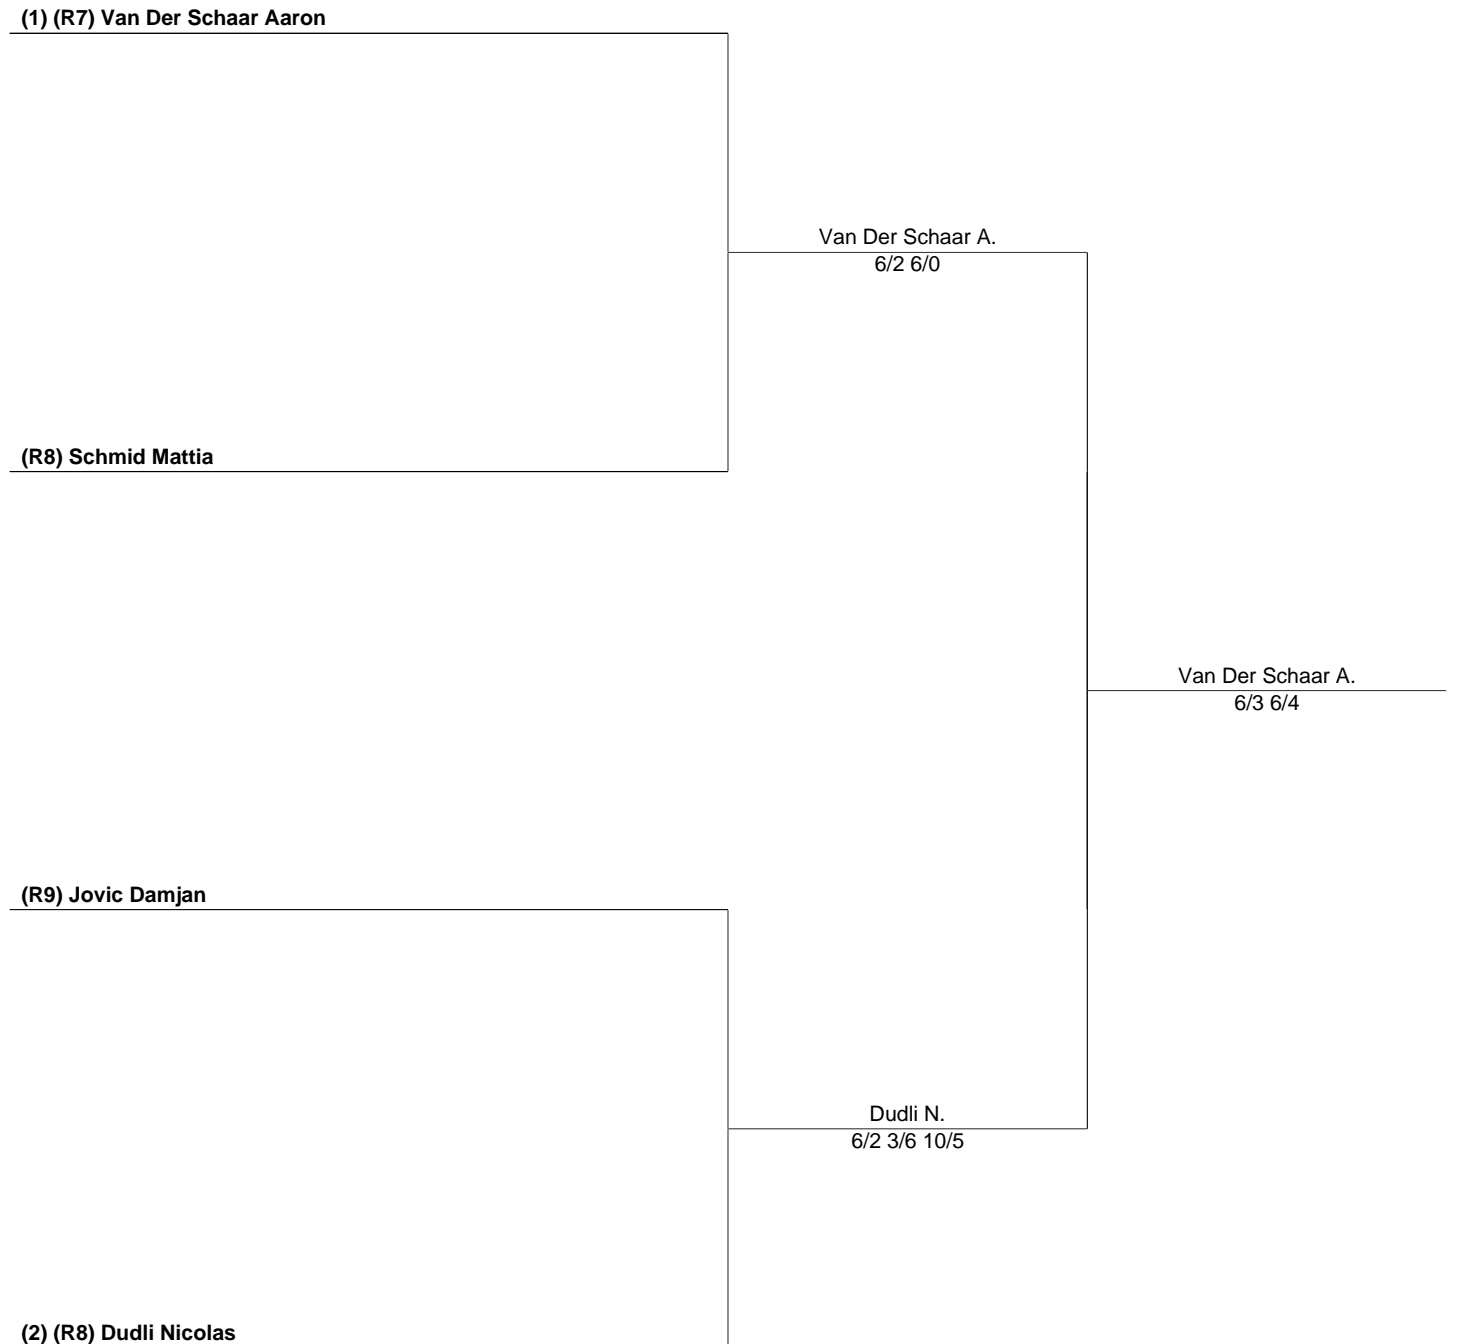 (1) (R7) Van Der Schaar Aaron
Van Der Schaar A.
6/2 6/0
(R8) Schmid Mattia
Van Der Schaar A.
6/3 6/4
(R9) Jovic Damjan
Dudli N.
6/2 3/6 10/5
(2) (R8) Dudli Nicolas